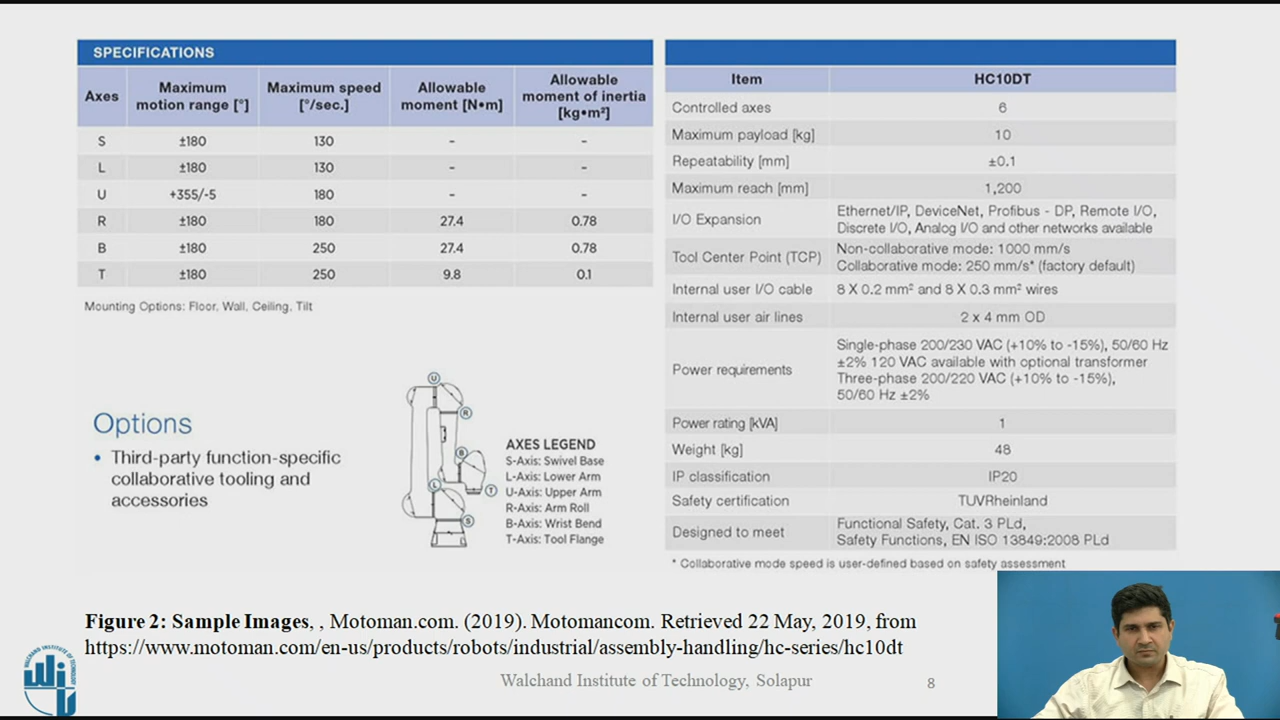 SPECIFICATIONS
Axes Maximum motion range [°] Maximum speed [°/sec.] Allowable moment [N•m] Allowable moment of inertia [kg•m²]
S ±180 130 - -
L ±180 130 - -
U +355/-5 180 - -
R ±180 180 27.4 0.78
B ±180 250 27.4 0.78
T ±180 250 9.8 0.1
Mounting Options: Floor, Wall, Ceiling, Tilt
Options
• Third-party function-specific
collaborative tooling and
accessories
U
R
B
L
T
S
AXES LEGEND
S-Axis: Swivel Base
L-Axis: Lower Arm
U-Axis: Upper Arm
R-Axis: Arm Roll
B-Axis: Wrist Bend
T-Axis: Tool Flange
Item HC10DT
Controlled axes 6
Maximum payload [kg] 10
Repeatability [mm] ±0.1
Maximum reach [mm] 1,200
I/O Expansion Ethernet/IP, DeviceNet, Profibus - DP, Remote I/O,
Discrete I/O, Analog I/O and other networks available
Tool Center Point (TCP) Non-collaborative mode: 1000 mm/s
Collaborative mode: 250 mm/s* (factory default)
Internal user I/O cable 8 X 0.2 mm² and 8 X 0.3 mm² wires
Internal user air lines 2 x 4 mm OD
Power requirements Single-phase 200/230 VAC (+10% to -15%), 50/60 Hz
±2% 120 VAC available with optional transformer
Three-phase 200/220 VAC (+10% to -15%),
50/60 Hz ±2%
Power rating [kVA] 1
Weight [kg] 48
IP classification IP20
Safety certification TUVRheinland
Designed to meet Functional Safety, Cat. 3 PLd,
Safety Functions, EN ISO 13849:2008 PLd
* Collaborative mode speed is user-defined based on safety assessment
Figure 2: Sample Images, , Motoman.com. (2019). Motomancom. Retrieved 22 May, 2019, from
https://www.motoman.com/en-us/products/robots/industrial/assembly-handling/hc-series/hc10dt
WALCHAND INSTITUTE OF TECHNOLOGY, SOLAPUR
WIT
Walchand Institute of Technology, Solapur
8